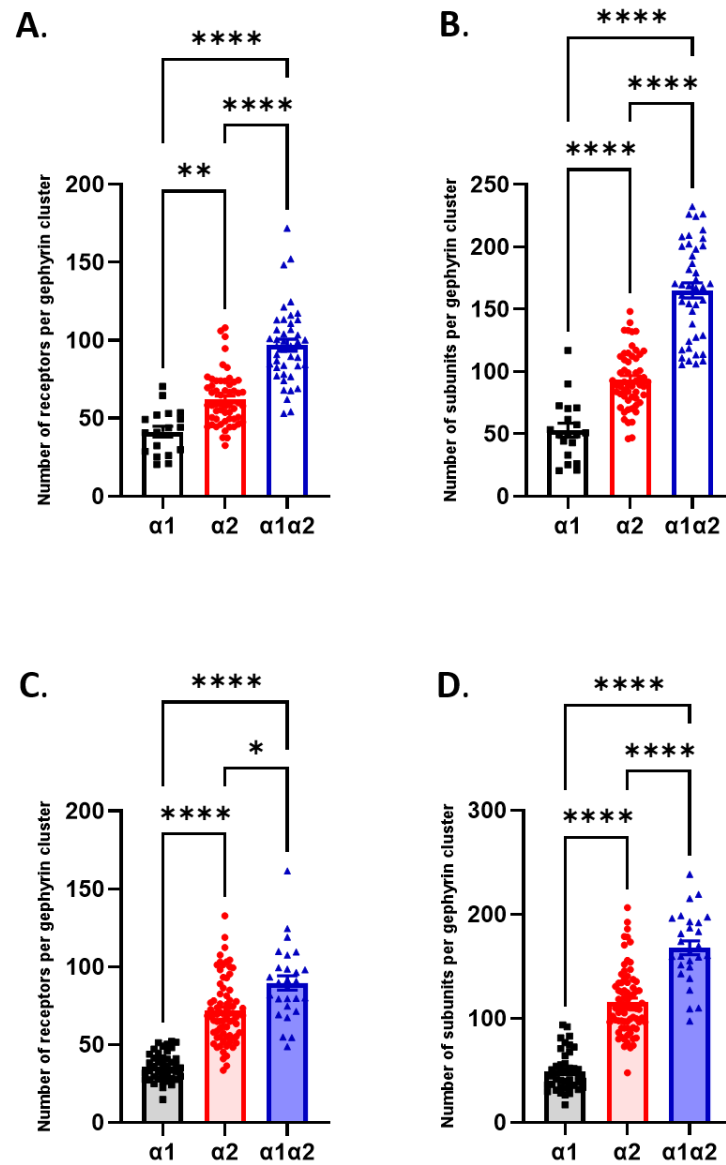 A.
****
****
**
Number of receptors per gephyrin cluster
200
150
100
50
0
α1 α2 α1α2
B.
****
****
****
Number of subunits per gephyrin cluster
250
200
150
100
50
0
α1 α2 α1α2
C.
****
*
****
Number of receptors per gephyrin cluster
200
150
100
50
0
α1 α2 α1α2
D.
****
****
****
Number of subunits per gephyrin cluster
300
200
100
0
α1 α2 α1α2